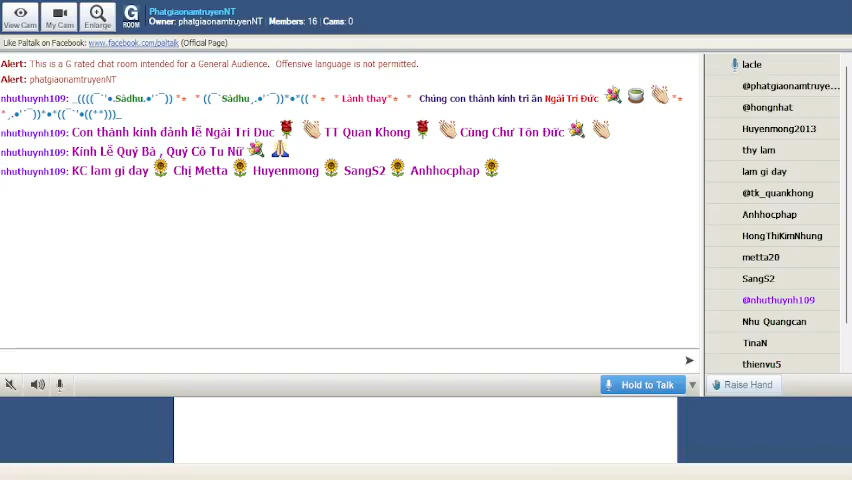 View Cam
My Cam
Enlarge
G
ROOM
PhatgiaonamtruyenNT
Owner: phatgiaonamtruyenNT | Members: 16 | Cams: 0
Like Paltalk on Facebook: www.facebook.com/paltalk (Official Page)
Alert: This is a G rated chat room intended for a General Audience. Offensive language is not permitted.
Alert: phatgiaonamtruyenNT
nhuthuynh109: _((((¯`'•.Sàdhu.•'´¯)) *± * ((¯`Sàdhu¸.•'´¯))*•*(( * ± * Lành thay* * Chúng con thành kính tri ân Ngài Trí Đức *±
*¸.•'´¯))*•*((¯`'•((**)))_
nhuthuynh109: Con thành kính đảnh lễ Ngài Tri Duc TT Quan Khong Cùng Chư Tôn Đức
nhuthuynh109: Kính Lễ Quý Bà , Quý Cô Tu Nữ
nhuthuynh109: KC lam gi day Chị Metta Huyenmong SangS2 Anhhocphap
lacle
@phatgiaonamtruye...
@hongnhat
Huyenmong2013
thy lam
lam gi day
@tk_quankhong
Anhhocphap
HongThiKimNhung
metta20
SangS2
@nhuthuynh109
Nhu Quangcan
TinaN
thienvu5
Hold to Talk
Raise Hand